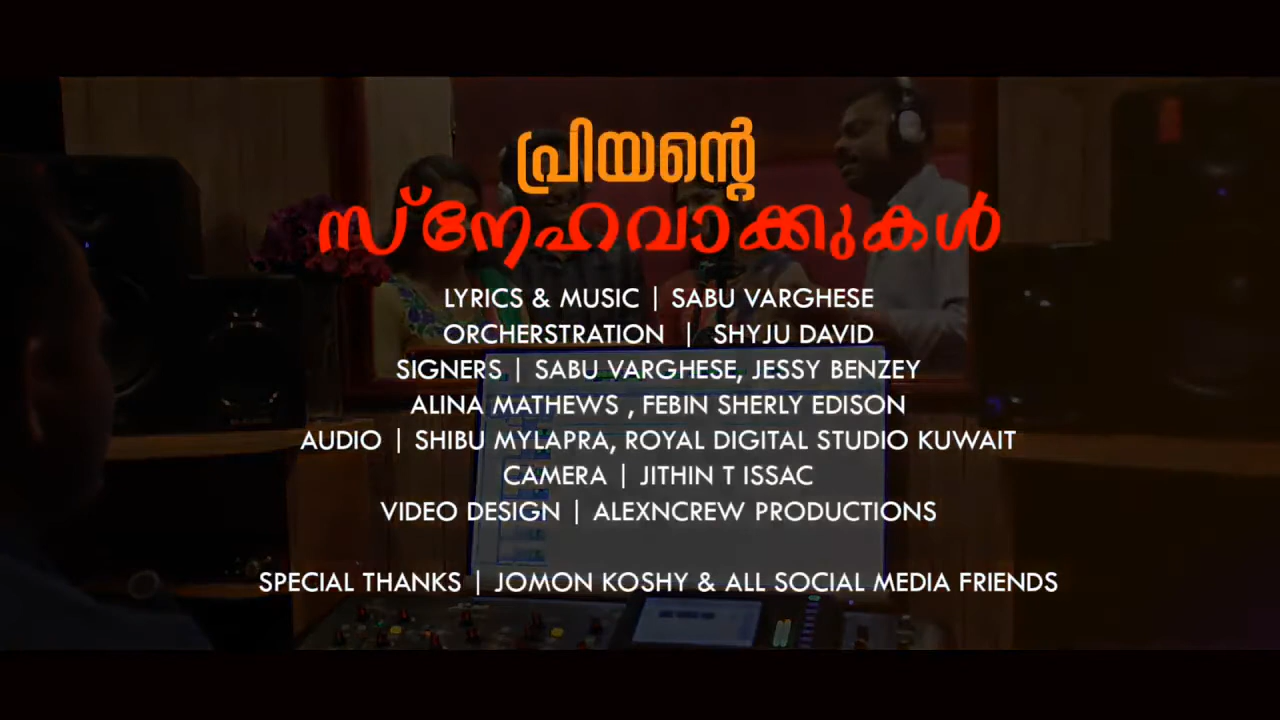 പ്രിയന്റെ
സ്നേഹവാക്കുകൾ
LYRICS & MUSIC | SABU VARGHESE
ORCHERSTRATION | SHYJU DAVID
SIGNERS | SABU VARGHESE, JESSY BENZEY
ALINA MATHEWS , FEBIN SHERLY EDISON
AUDIO | SHIBU MYLAPRA, ROYAL DIGITAL STUDIO KUWAIT
CAMERA | JITHIN T ISSAC
VIDEO DESIGN | ALEXNCREW PRODUCTIONS
SPECIAL THANKS | JOMON KOSHY & ALL SOCIAL MEDIA FRIENDS